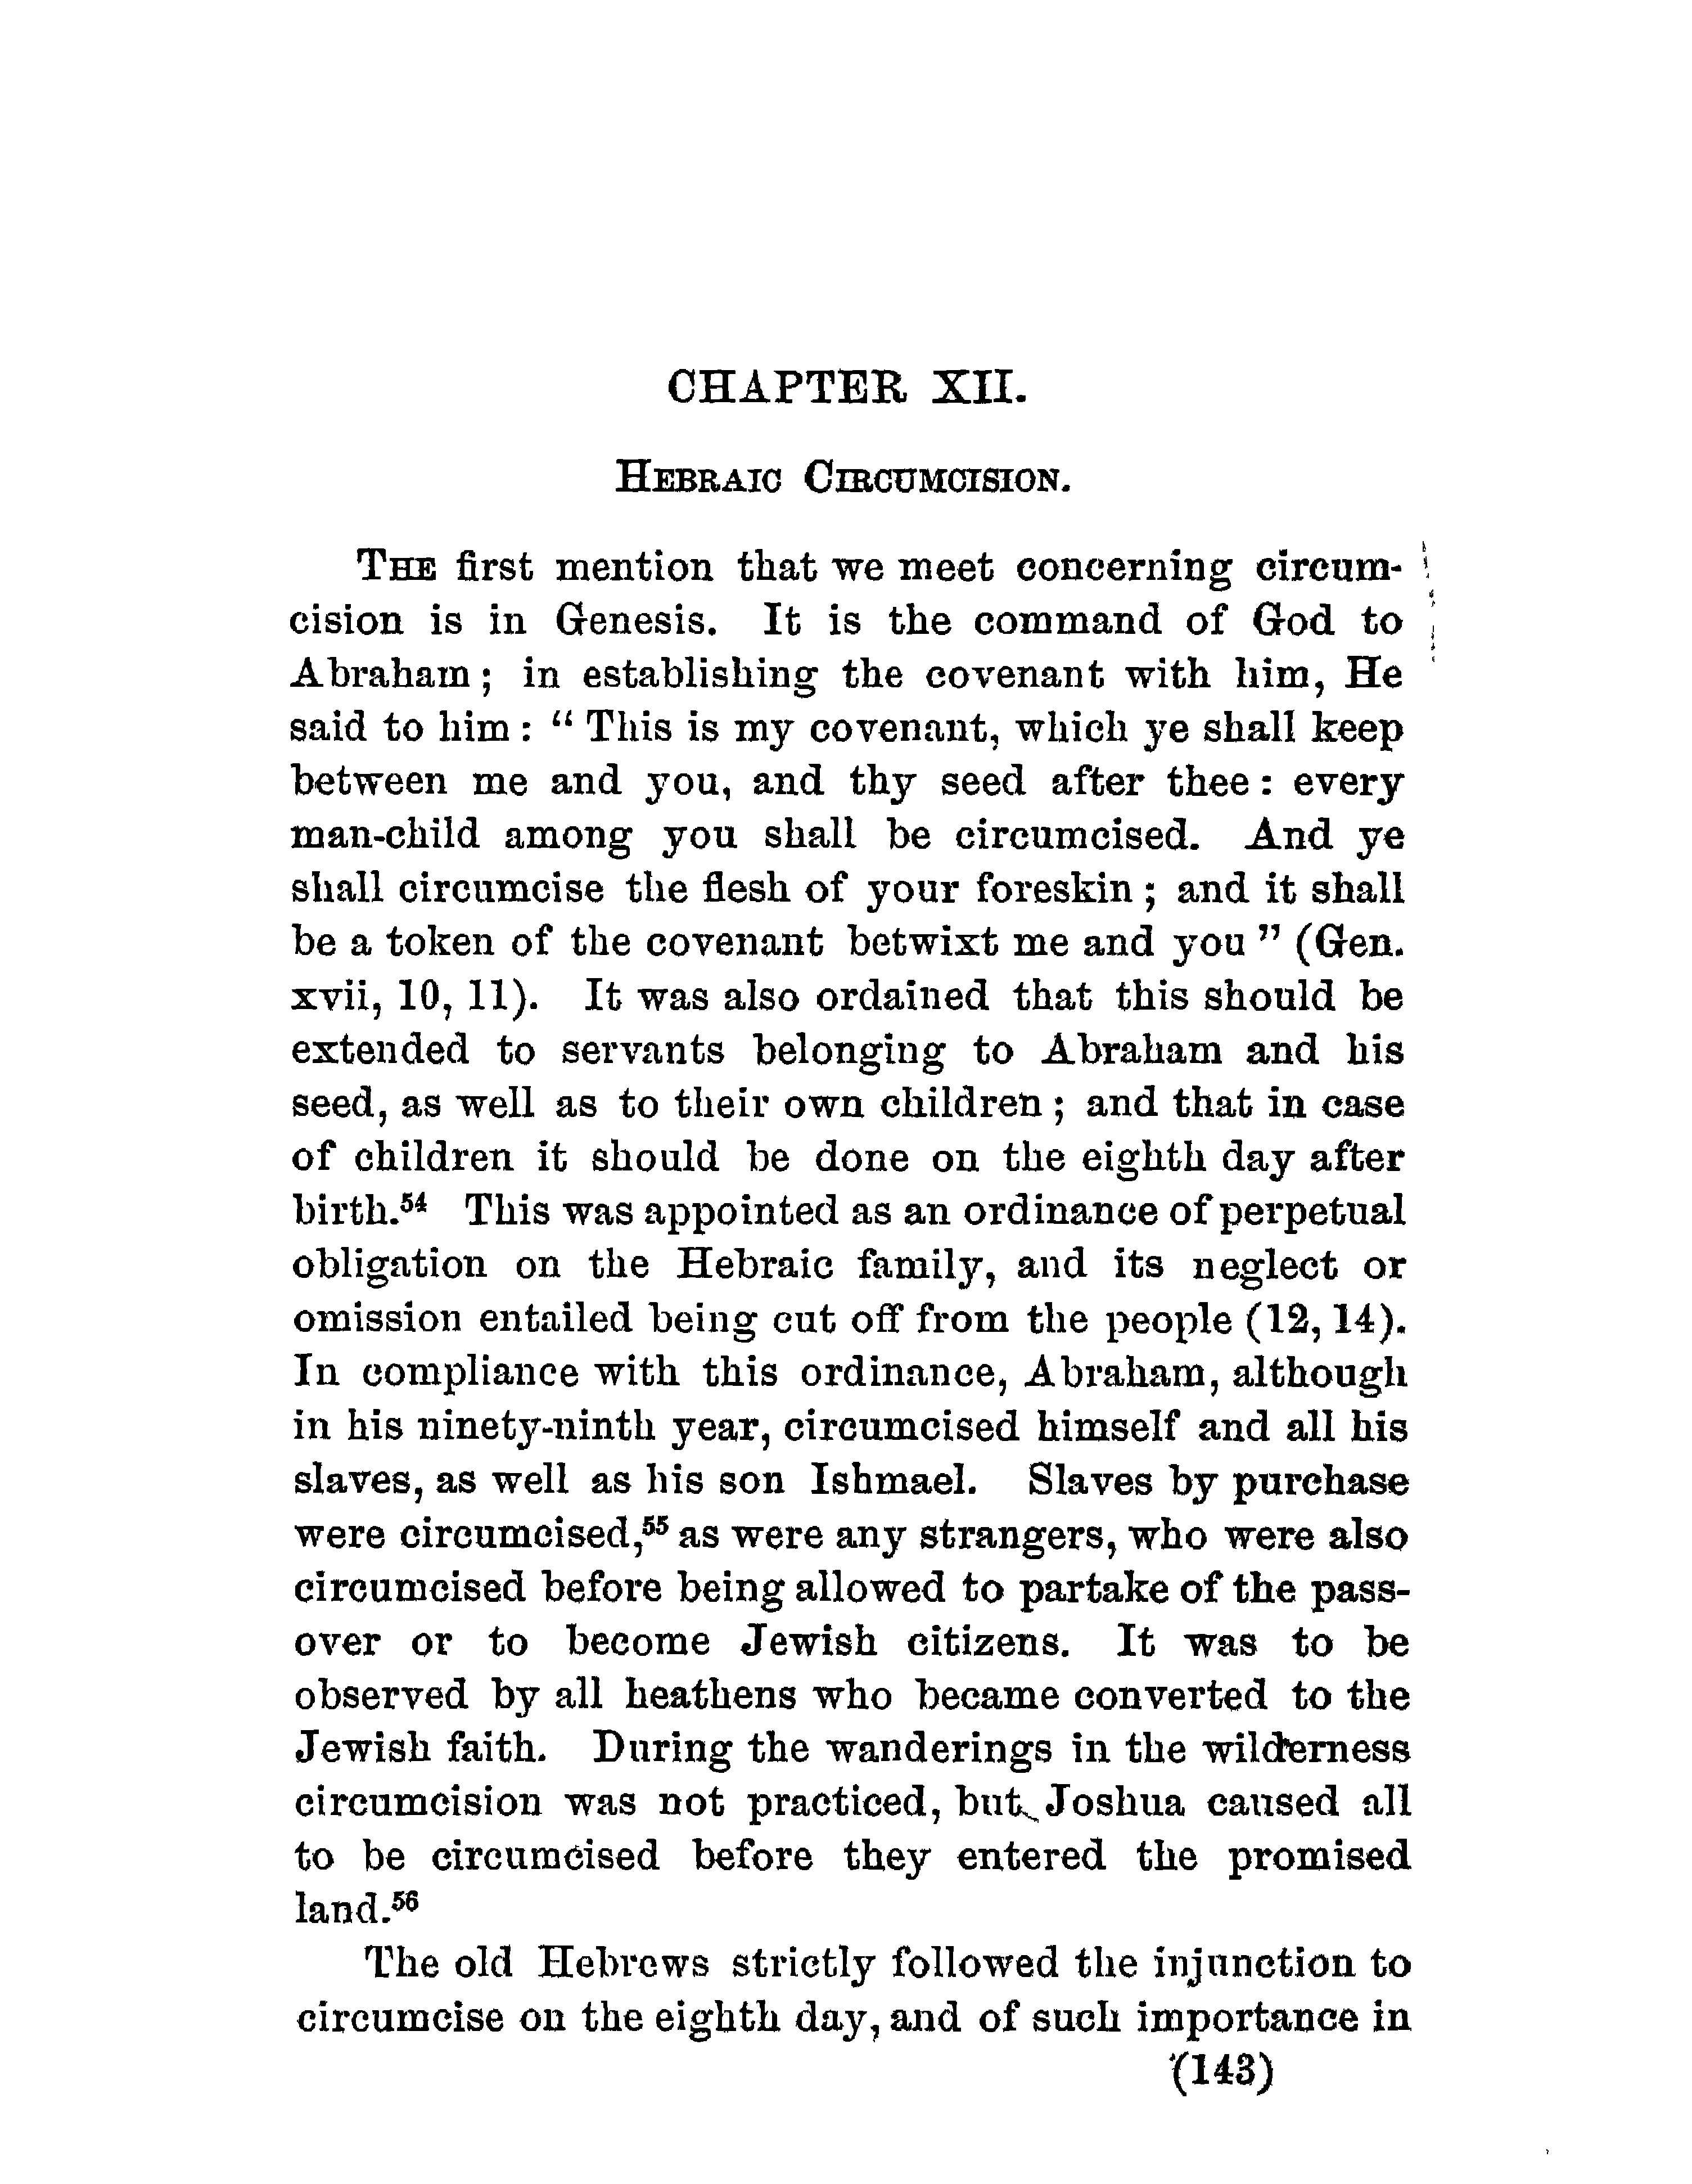 CHAPTER XII.
HEBRAIC CIRCUMCISION.
THE first mention that we meet concerning circum-
cision is in Genesis. It is the command of God to
Abraham; in establishing the covenant with him, He
said to him: “This is my covenant, which ye shall keep
between me and you, and thy seed after thee: every
man-child among you shall be circumcised. And ye
shall circumcise the flesh of your foreskin; and it shall
be a token of the covenant betwixt me and you” (Gen.
xvii, 10, 11). It was also ordained that this should be
extended to servants belonging to Abraham and his
seed, as well as to their own children; and that in case
of children it should be done on the eighth day after
birth.⁵⁴ This was appointed as an ordinance of perpetual
obligation on the Hebraic family, and its neglect or
omission entailed being cut off from the people (12, 14).
In compliance with this ordinance, Abraham, although
in his ninety-ninth year, circumcised himself and all his
slaves, as well as his son Ishmael. Slaves by purchase
were circumcised,⁵⁵ as were any strangers, who were also
circumcised before being allowed to partake of the pass-
over or to become Jewish citizens. It was to be
observed by all heathens who became converted to the
Jewish faith. During the wanderings in the wilderness
circumcision was not practiced, but Joshua caused all
to be circumcised before they entered the promised
land.⁵⁶
The old Hebrews strictly followed the injunction to
circumcise on the eighth day, and of such importance in
(143)